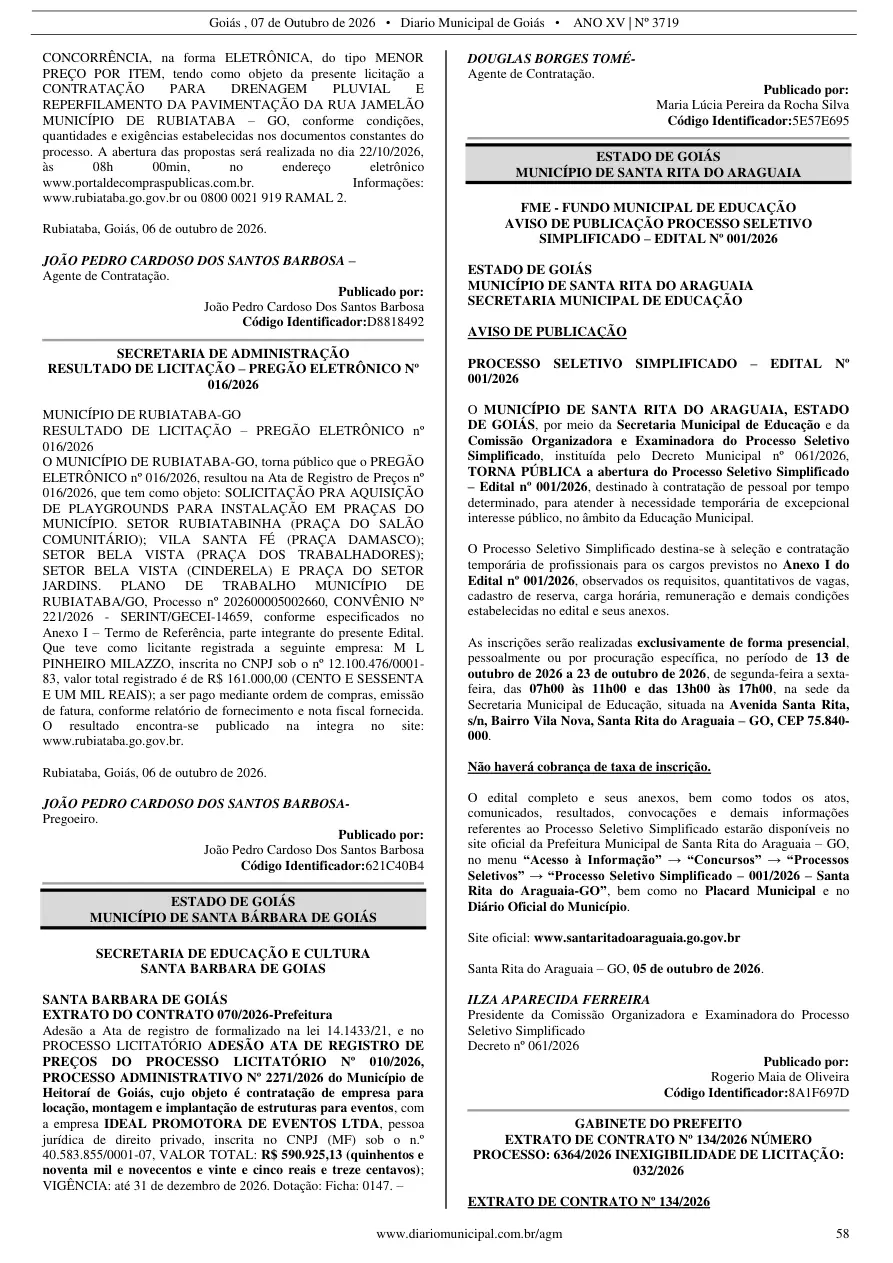 Goiás , 07 de Outubro de 2026 • Diario Municipal de Goiás • ANO XV | Nº 3719
CONCORRÊNCIA, na forma ELETRÔNICA, do tipo MENOR
PREÇO POR ITEM, tendo como objeto da presente licitação a
CONTRATAÇÃO PARA DRENAGEM PLUVIAL E
REPERFILAMENTO DA PAVIMENTAÇÃO DA RUA JAMELÃO
MUNICÍPIO DE RUBIATABA – GO, conforme condições,
quantidades e exigências estabelecidas nos documentos constantes do
processo. A abertura das propostas será realizada no dia 22/10/2026,
às 08h 00min, no endereço eletrônico
www.portaldecompraspublicas.com.br. Informações:
www.rubiataba.go.gov.br ou 0800 0021 919 RAMAL 2.
Rubiataba, Goiás, 06 de outubro de 2026.
JOÃO PEDRO CARDOSO DOS SANTOS BARBOSA –
Agente de Contratação.
Publicado por:
João Pedro Cardoso Dos Santos Barbosa
Código Identificador:D8818492
SECRETARIA DE ADMINISTRAÇÃO
RESULTADO DE LICITAÇÃO – PREGÃO ELETRÔNICO Nº
016/2026
MUNICÍPIO DE RUBIATABA-GO
RESULTADO DE LICITAÇÃO – PREGÃO ELETRÔNICO nº
016/2026
O MUNICÍPIO DE RUBIATABA-GO, torna público que o PREGÃO
ELETRÔNICO nº 016/2026, resultou na Ata de Registro de Preços nº
016/2026, que tem como objeto: SOLICITAÇÃO PRA AQUISIÇÃO
DE PLAYGROUNDS PARA INSTALAÇÃO EM PRAÇAS DO
MUNICÍPIO. SETOR RUBIATABINHA (PRAÇA DO SALÃO
COMUNITÁRIO); VILA SANTA FÉ (PRAÇA DAMASCO);
SETOR BELA VISTA (PRAÇA DOS TRABALHADORES);
SETOR BELA VISTA (CINDERELA) E PRAÇA DO SETOR
JARDINS. PLANO DE TRABALHO MUNICÍPIO DE
RUBIATABA/GO, Processo nº 202600005002660, CONVÊNIO Nº
221/2026 - SERINT/GECEI-14659, conforme especificados no
Anexo I – Termo de Referência, parte integrante do presente Edital.
Que teve como licitante registrada a seguinte empresa: M L
PINHEIRO MILAZZO, inscrita no CNPJ sob o nº 12.100.476/0001-
83, valor total registrado é de R$ 161.000,00 (CENTO E SESSENTA
E UM MIL REAIS); a ser pago mediante ordem de compras, emissão
de fatura, conforme relatório de fornecimento e nota fiscal fornecida.
O resultado encontra-se publicado na integra no site:
www.rubiataba.go.gov.br.
Rubiataba, Goiás, 06 de outubro de 2026.
JOÃO PEDRO CARDOSO DOS SANTOS BARBOSA-
Pregoeiro.
Publicado por:
João Pedro Cardoso Dos Santos Barbosa
Código Identificador:621C40B4
ESTADO DE GOIÁS
MUNICÍPIO DE SANTA BÁRBARA DE GOIÁS
SECRETARIA DE EDUCAÇÃO E CULTURA
SANTA BARBARA DE GOIAS
SANTA BARBARA DE GOIÁS
EXTRATO DO CONTRATO 070/2026-Prefeitura
Adesão a Ata de registro de formalizado na lei 14.1433/21, e no
PROCESSO LICITATÓRIO ADESÃO ATA DE REGISTRO DE
PREÇOS DO PROCESSO LICITATÓRIO Nº 010/2026,
PROCESSO ADMINISTRATIVO Nº 2271/2026 do Município de
Heitoraí de Goiás, cujo objeto é contratação de empresa para
locação, montagem e implantação de estruturas para eventos, com
a empresa IDEAL PROMOTORA DE EVENTOS LTDA, pessoa
jurídica de direito privado, inscrita no CNPJ (MF) sob o n.º
40.583.855/0001-07, VALOR TOTAL: R$ 590.925,13 (quinhentos e
noventa mil e novecentos e vinte e cinco reais e treze centavos);
VIGÊNCIA: até 31 de dezembro de 2026. Dotação: Ficha: 0147. –
DOUGLAS BORGES TOMÉ-
Agente de Contratação.
Publicado por:
Maria Lúcia Pereira da Rocha Silva
Código Identificador:5E57E695
ESTADO DE GOIÁS
MUNICÍPIO DE SANTA RITA DO ARAGUAIA
FME - FUNDO MUNICIPAL DE EDUCAÇÃO
AVISO DE PUBLICAÇÃO PROCESSO SELETIVO
SIMPLIFICADO – EDITAL Nº 001/2026
ESTADO DE GOIÁS
MUNICÍPIO DE SANTA RITA DO ARAGUAIA
SECRETARIA MUNICIPAL DE EDUCAÇÃO
AVISO DE PUBLICAÇÃO
PROCESSO SELETIVO SIMPLIFICADO – EDITAL Nº
001/2026
O MUNICÍPIO DE SANTA RITA DO ARAGUAIA, ESTADO
DE GOIÁS, por meio da Secretaria Municipal de Educação e da
Comissão Organizadora e Examinadora do Processo Seletivo
Simplificado, instituída pelo Decreto Municipal nº 061/2026,
TORNA PÚBLICA a abertura do Processo Seletivo Simplificado
– Edital nº 001/2026, destinado à contratação de pessoal por tempo
determinado, para atender à necessidade temporária de excepcional
interesse público, no âmbito da Educação Municipal.
O Processo Seletivo Simplificado destina-se à seleção e contratação
temporária de profissionais para os cargos previstos no Anexo I do
Edital nº 001/2026, observados os requisitos, quantitativos de vagas,
cadastro de reserva, carga horária, remuneração e demais condições
estabelecidas no edital e seus anexos.
As inscrições serão realizadas exclusivamente de forma presencial,
pessoalmente ou por procuração específica, no período de 13 de
outubro de 2026 a 23 de outubro de 2026, de segunda-feira a sexta-
feira, das 07h00 às 11h00 e das 13h00 às 17h00, na sede da
Secretaria Municipal de Educação, situada na Avenida Santa Rita,
s/n, Bairro Vila Nova, Santa Rita do Araguaia – GO, CEP 75.840-
000.
Não haverá cobrança de taxa de inscrição.
O edital completo e seus anexos, bem como todos os atos,
comunicados, resultados, convocações e demais informações
referentes ao Processo Seletivo Simplificado estarão disponíveis no
site oficial da Prefeitura Municipal de Santa Rita do Araguaia – GO,
no menu “Acesso à Informação” → “Concursos” → “Processos
Seletivos” → “Processo Seletivo Simplificado – 001/2026 – Santa
Rita do Araguaia-GO”, bem como no Placard Municipal e no
Diário Oficial do Município.
Site oficial: www.santaritadoaraguaia.go.gov.br
Santa Rita do Araguaia – GO, 05 de outubro de 2026.
ILZA APARECIDA FERREIRA
Presidente da Comissão Organizadora e Examinadora do Processo
Seletivo Simplificado
Decreto nº 061/2026
Publicado por:
Rogerio Maia de Oliveira
Código Identificador:8A1F697D
GABINETE DO PREFEITO
EXTRATO DE CONTRATO Nº 134/2026 NÚMERO
PROCESSO: 6364/2026 INEXIGIBILIDADE DE LICITAÇÃO:
032/2026
EXTRATO DE CONTRATO Nº 134/2026
www.diariomunicipal.com.br/agm 58